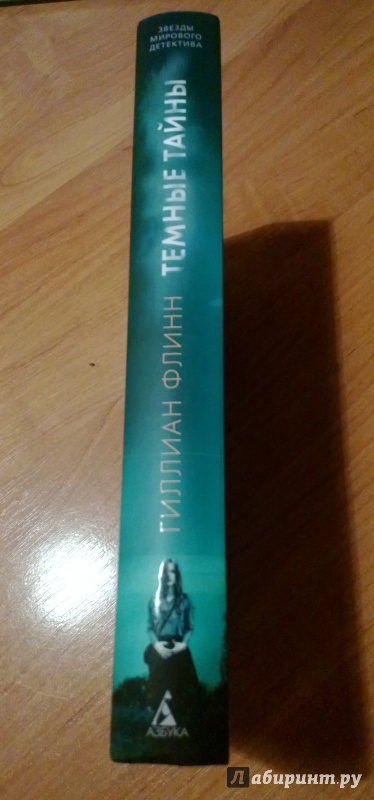 ЗВЕЗДЫ
МИРОВОГО
ДЕТЕКТИВА
ГИЛЛИАН ФЛИНН ТЕМНЫЕ ТАЙНЫ
АЗБУКА
Лабиринт.ру